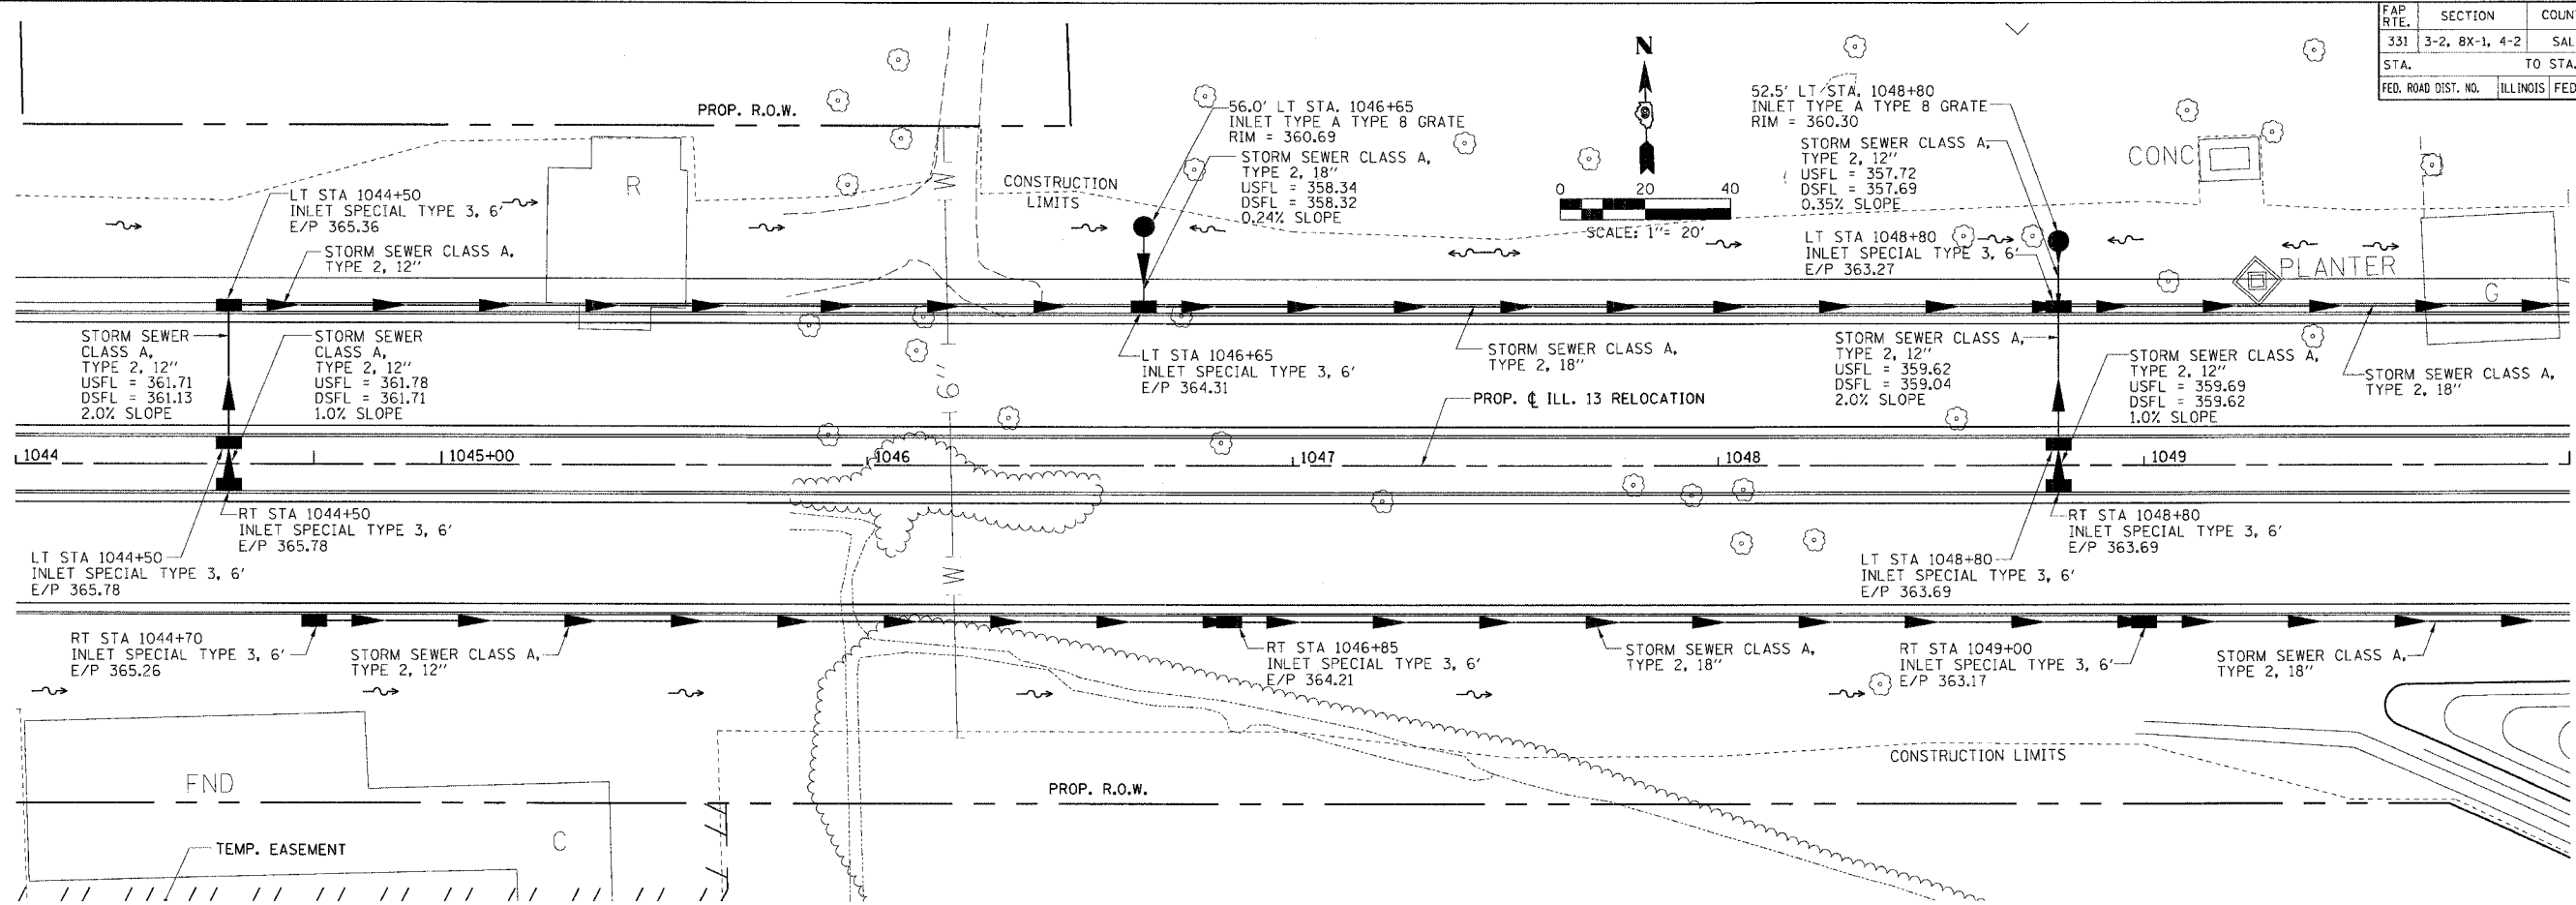 FAP RTE. SECTION COUN
331 3-2, 8X-1, 4-2 SAL
STA. TO STA.
FED. ROAD DIST. NO. ILLINOIS FED
PROP. R.O.W.
N
56.0' LT STA. 1046+65
INLET TYPE A TYPE 8 GRATE
RIM = 360.69
STORM SEWER CLASS A,
TYPE 2, 18"
USFL = 358.34
DSFL = 358.32
0.24% SLOPE
52.5' LT STA. 1048+80
INLET TYPE A TYPE 8 GRATE
RIM = 360.30
STORM SEWER CLASS A,
TYPE 2, 12"
USFL = 357.72
DSFL = 357.69
0.35% SLOPE
CONC
R
W
CONSTRUCTION
LIMITS
0 20 40
SCALE: 1"= 20'
LT STA 1044+50
INLET SPECIAL TYPE 3, 6'
E/P 365.36
STORM SEWER CLASS A,
TYPE 2, 12"
LT STA 1048+80
INLET SPECIAL TYPE 3, 6'
E/P 363.27
PLANTER
G
STORM SEWER
CLASS A,
TYPE 2, 12"
USFL = 361.71
DSFL = 361.13
2.0% SLOPE
STORM SEWER
CLASS A,
TYPE 2, 12"
USFL = 361.78
DSFL = 361.71
1.0% SLOPE
6"
LT STA 1046+65
INLET SPECIAL TYPE 3, 6'
E/P 364.31
STORM SEWER CLASS A,
TYPE 2, 18"
STORM SEWER CLASS A,
TYPE 2, 12"
USFL = 359.62
DSFL = 359.04
2.0% SLOPE
STORM SEWER CLASS A,
TYPE 2, 12"
USFL = 359.69
DSFL = 359.62
1.0% SLOPE
STORM SEWER CLASS A,
TYPE 2, 18"
PROP. ℄ ILL. 13 RELOCATION
1044 1045+00 1046 1047 1048 1049
RT STA 1044+50
INLET SPECIAL TYPE 3, 6'
E/P 365.78
LT STA 1044+50
INLET SPECIAL TYPE 3, 6'
E/P 365.78
W
RT STA 1048+80
INLET SPECIAL TYPE 3, 6'
E/P 363.69
LT STA 1048+80
INLET SPECIAL TYPE 3, 6'
E/P 363.69
RT STA 1044+70
INLET SPECIAL TYPE 3, 6'
E/P 365.26
STORM SEWER CLASS A,
TYPE 2, 12"
RT STA 1046+85
INLET SPECIAL TYPE 3, 6'
E/P 364.21
STORM SEWER CLASS A,
TYPE 2, 18"
RT STA 1049+00
INLET SPECIAL TYPE 3, 6'
E/P 363.17
STORM SEWER CLASS A,
TYPE 2, 18"
CONSTRUCTION LIMITS
FND
PROP. R.O.W.
C
TEMP. EASEMENT